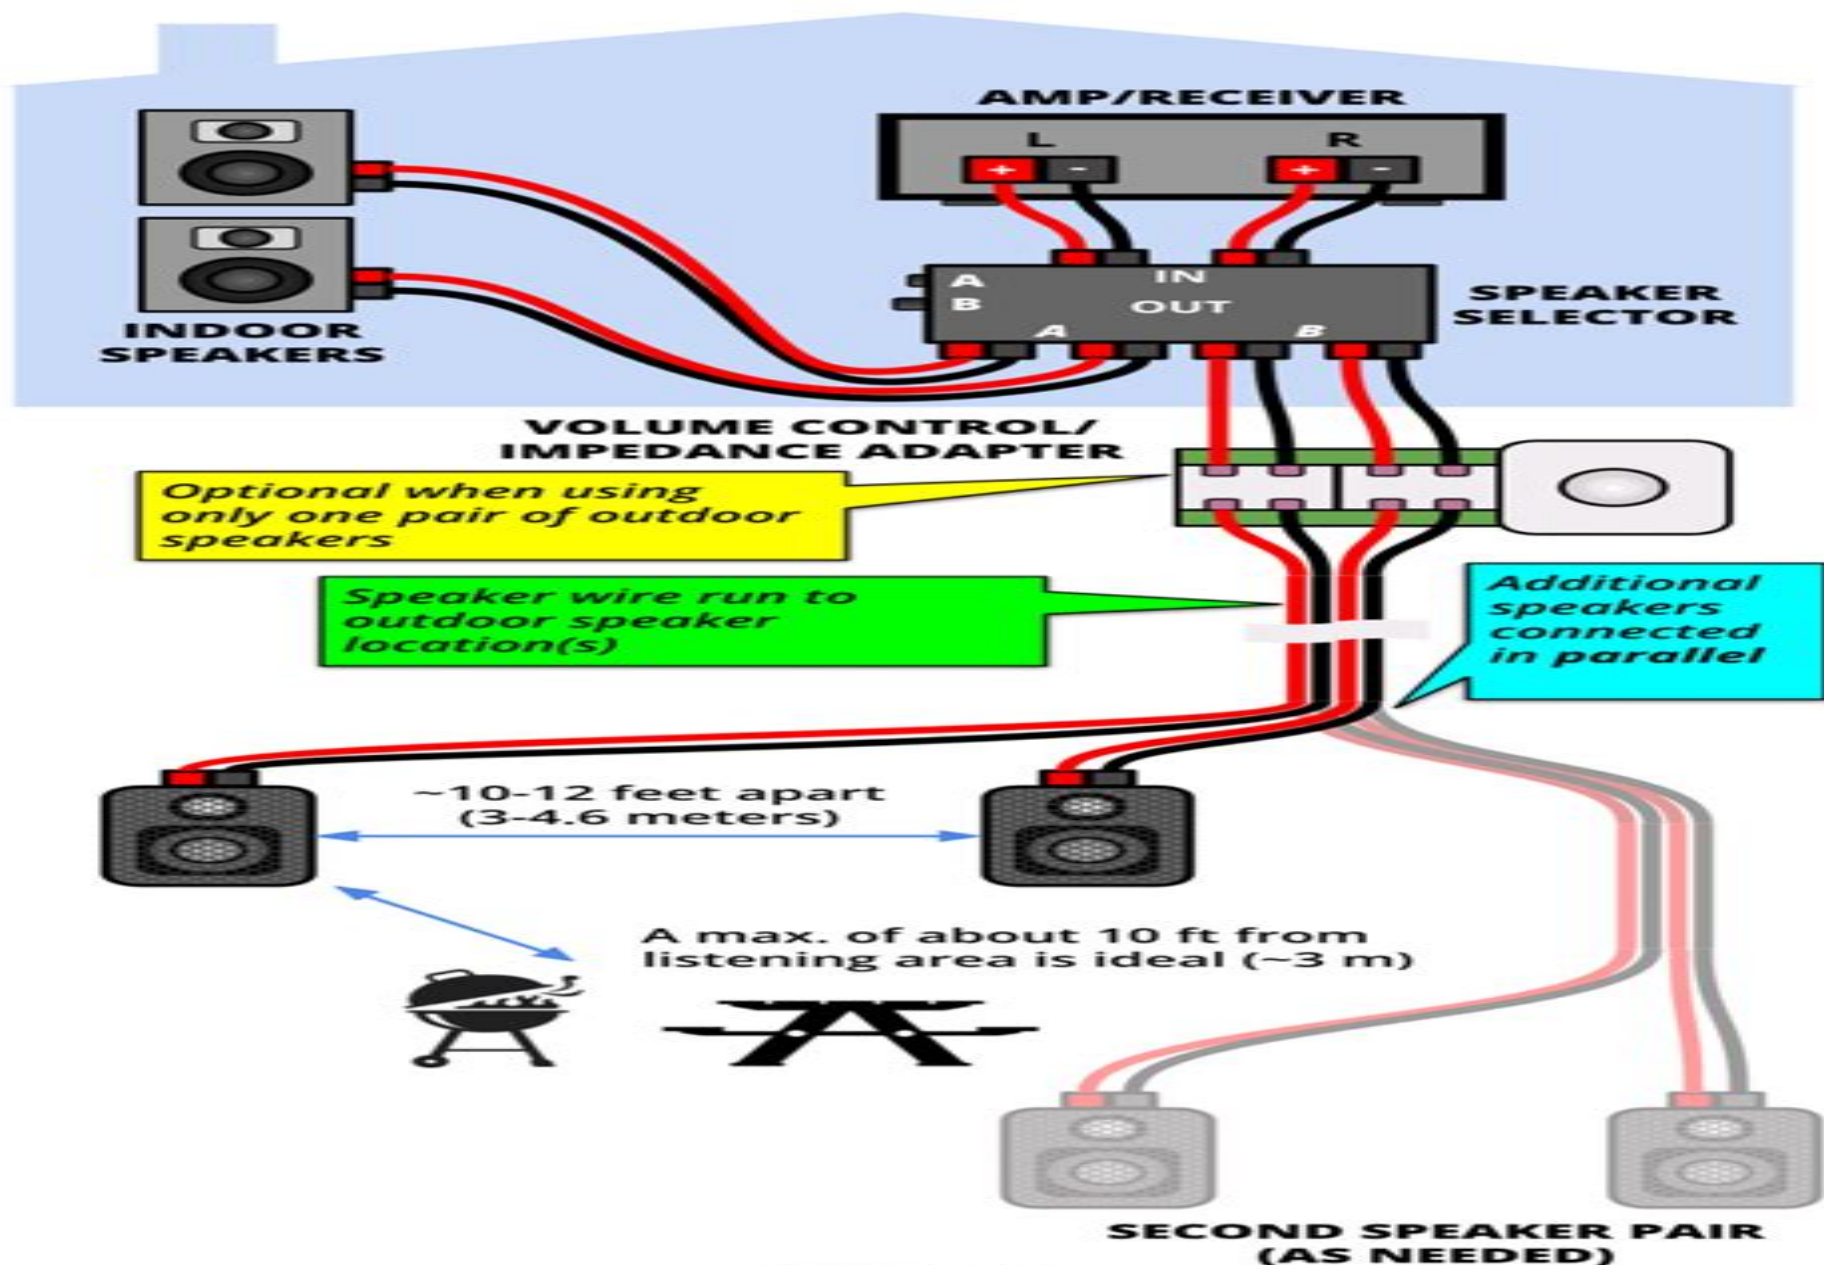 AMP/RECEIVER
L R
+ - + -
A IN
B OUT
A B
SPEAKER
SELECTOR
INDOOR
SPEAKERS
VOLUME CONTROL/
IMPEDANCE ADAPTER
Optional when using
only one pair of outdoor
speakers
Speaker wire run to
outdoor speaker
location(s)
Additional
speakers
connected
in parallel
~10-12 feet apart
(3-4.6 meters)
A max. of about 10 ft from
listening area is ideal (~3 m)
SECOND SPEAKER PAIR
(AS NEEDED)